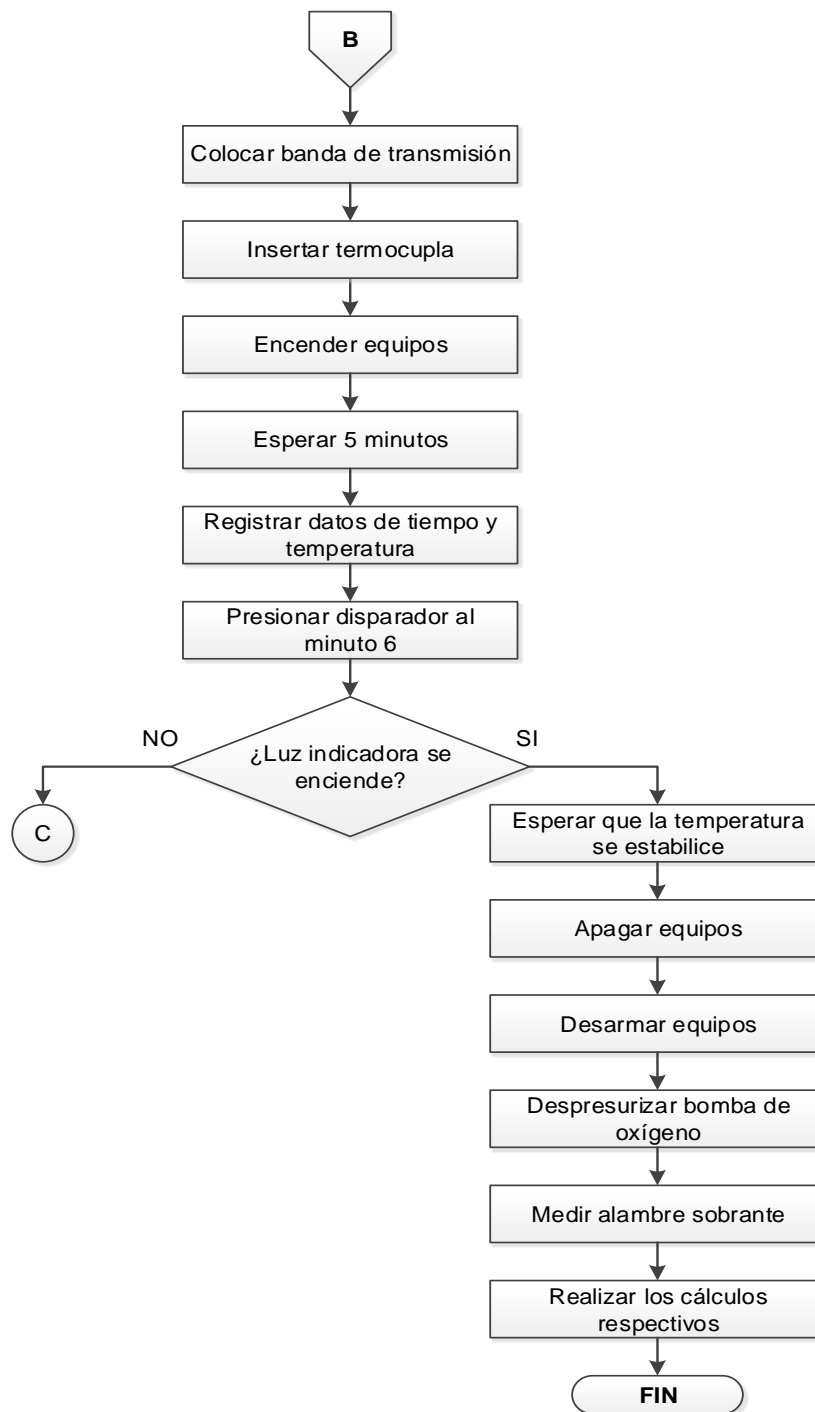 B
Colocar banda de transmisión
Insertar termocupla
Encender equipos
Esperar 5 minutos
Registrar datos de tiempo y
temperatura
Presionar disparador al
minuto 6
¿Luz indicadora se
enciende?
NO
SI
C
Esperar que la temperatura
se estabilice
Apagar equipos
Desarmar equipos
Despresurizar bomba de
oxígeno
Medir alambre sobrante
Realizar los cálculos
respectivos
FIN